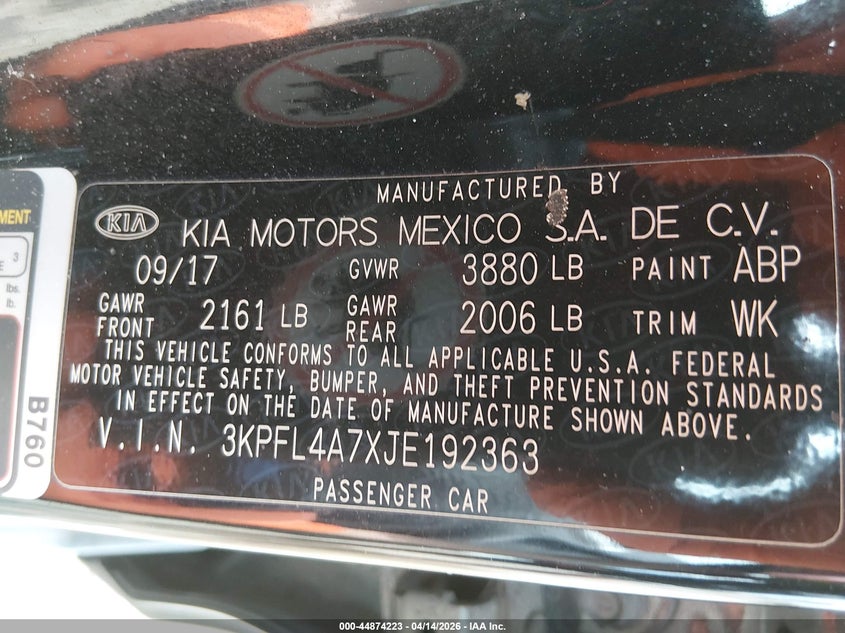 MANUFACTURED BY
KIA KIA MOTORS MEXICO S.A. DE C.V.
09/17 GVWR 3880 LB PAINT ABP
GAWR FRONT 2161 LB GAWR REAR 2006 LB TRIM WK
THIS VEHICLE CONFORMS TO ALL APPLICABLE U.S.A. FEDERAL
MOTOR VEHICLE SAFETY, BUMPER, AND THEFT PREVENTION STANDARDS
IN EFFECT ON THE DATE OF MANUFACTURE SHOWN ABOVE.
V.I.N. 3KPFL4A7XJE192363
PASSENGER CAR
MENT
3
E
lbs.
lb.
B760
000-44874223 - 04/14/2026 - IAA Inc.